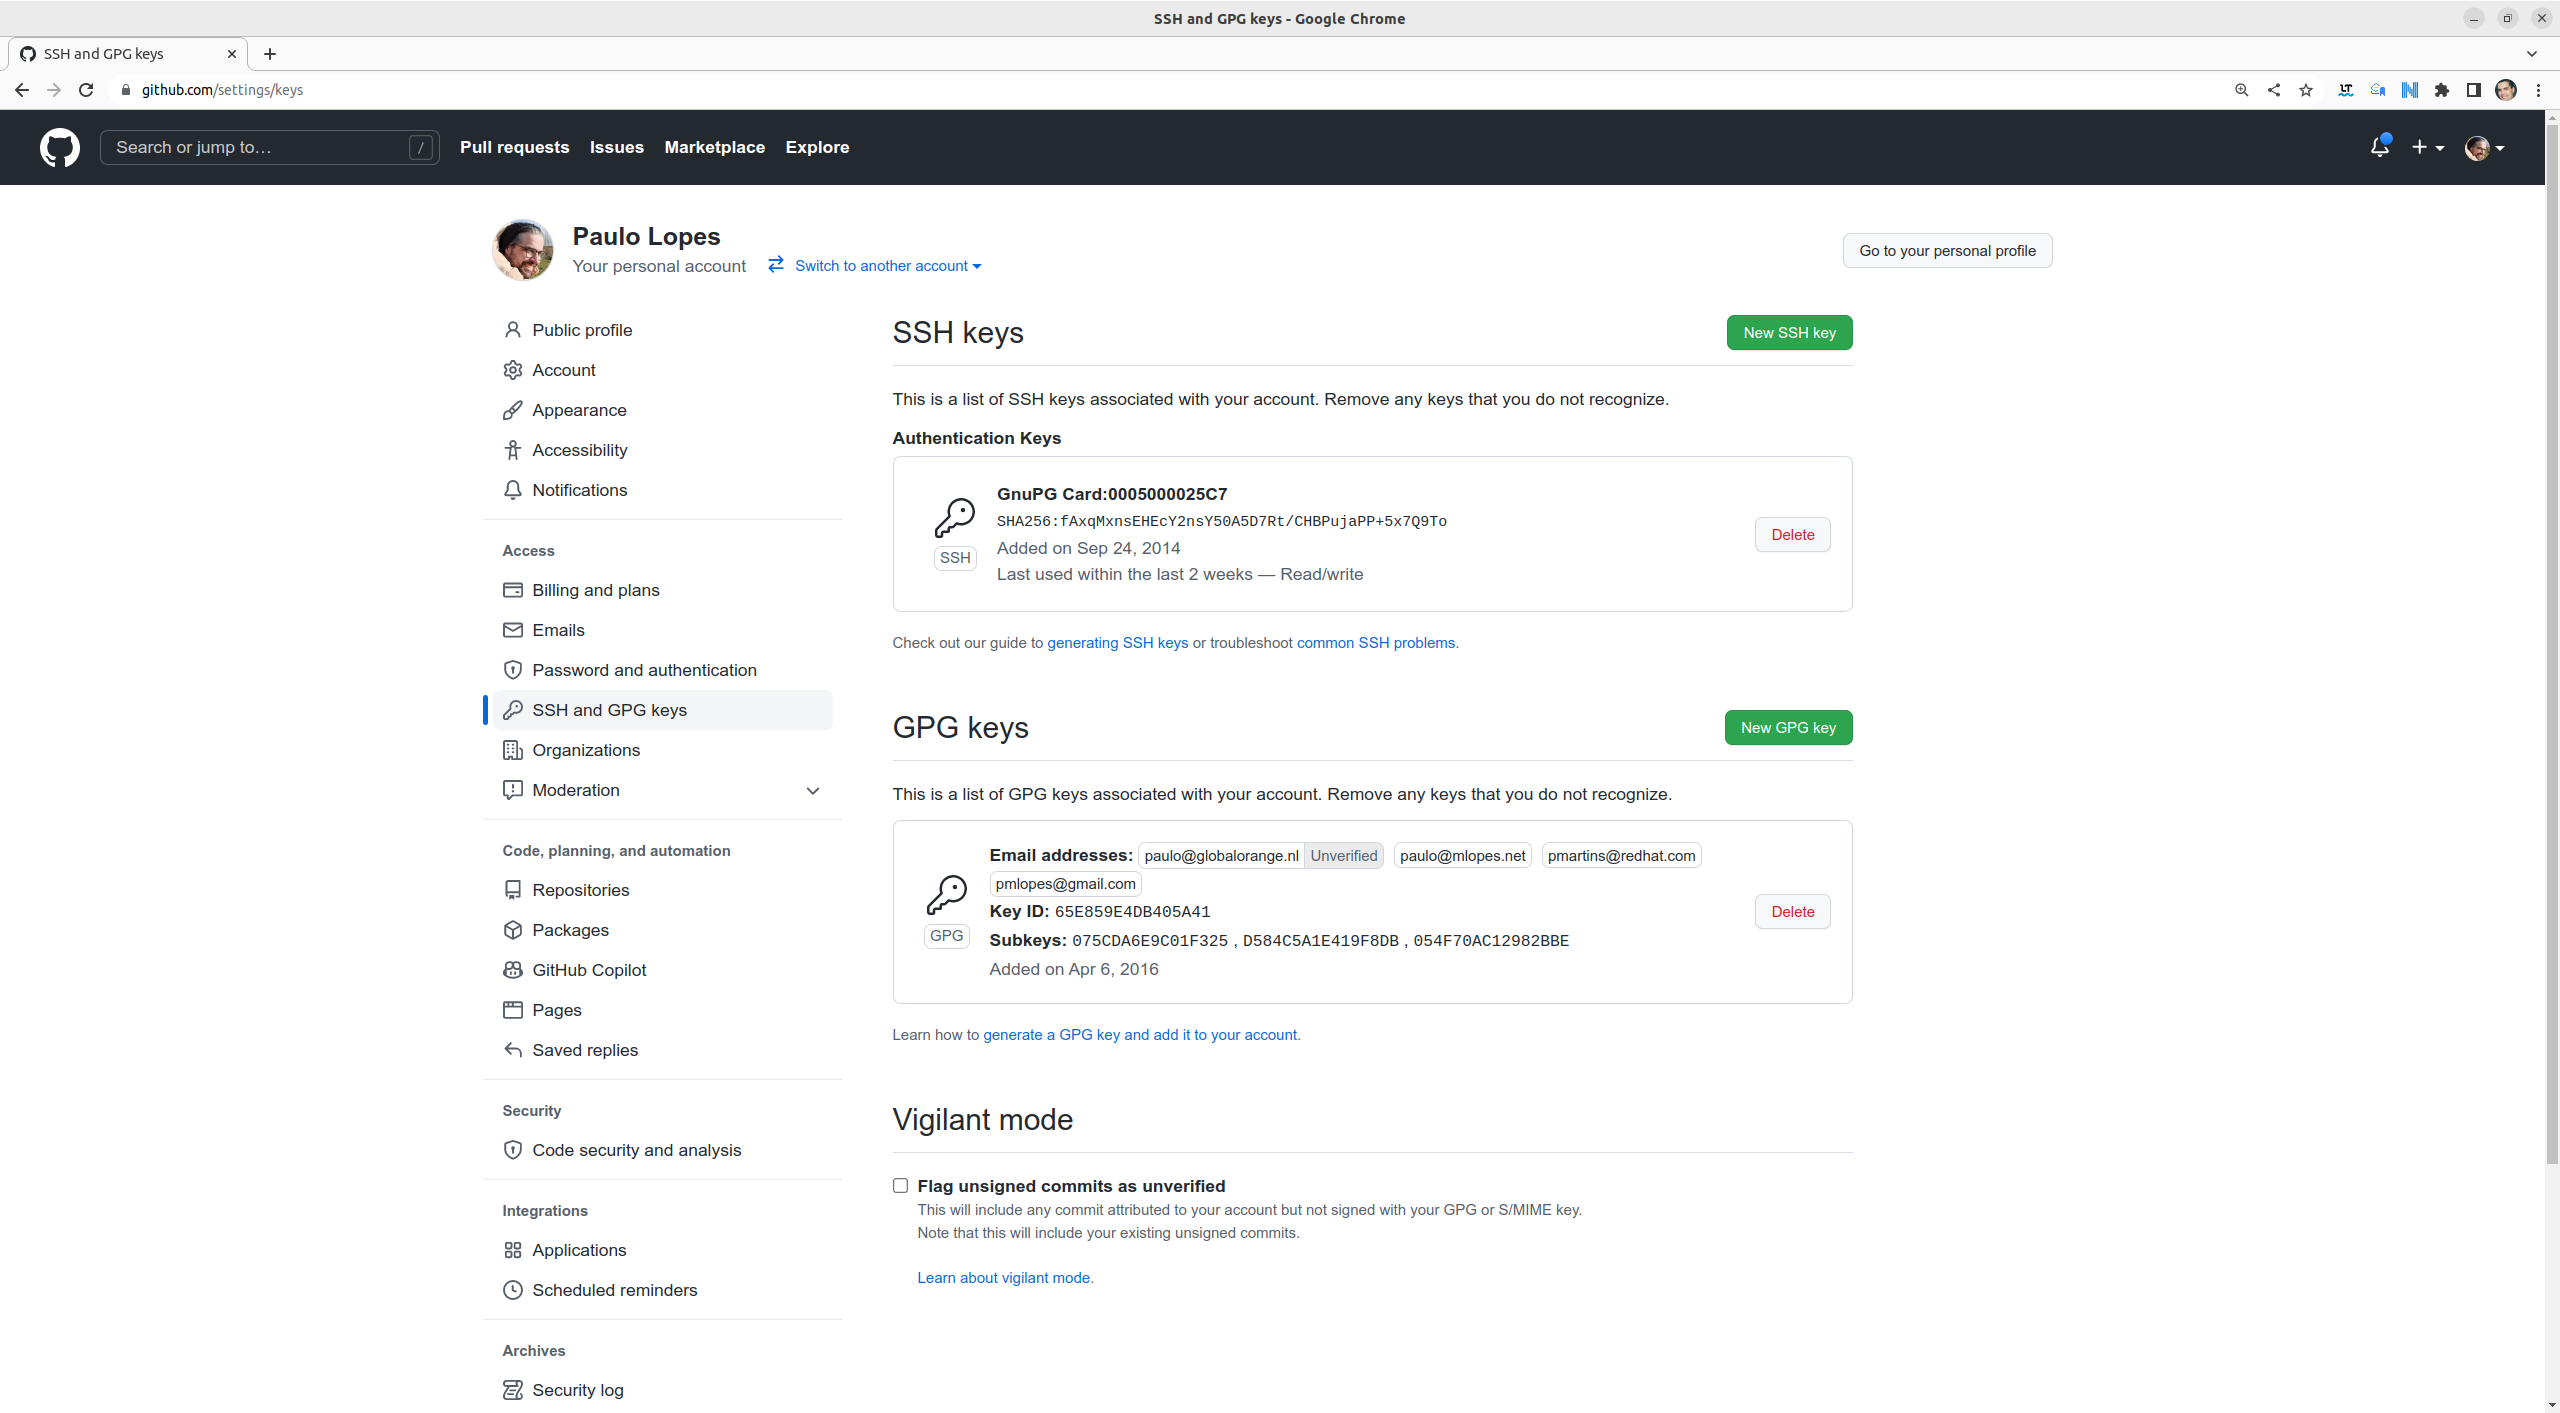 SSH and GPG keys - Google Chrome
SSH and GPG keys
github.com/settings/keys
Search or jump to… /
Pull requests Issues Marketplace Explore
Paulo Lopes
Your personal account Switch to another account
Go to your personal profile
Public profile
Account
Appearance
Accessibility
Notifications
Access
Billing and plans
Emails
Password and authentication
SSH and GPG keys
Organizations
Moderation
Code, planning, and automation
Repositories
Packages
GitHub Copilot
Pages
Saved replies
Security
Code security and analysis
Integrations
Applications
Scheduled reminders
Archives
Security log
SSH keys
New SSH key
This is a list of SSH keys associated with your account. Remove any keys that you do not recognize.
Authentication Keys
GnuPG Card:0005000025C7
SHA256:fAxqMxnsEHEcY2nsY50A5D7Rt/CHBPujaPP+5x7Q9To
Added on Sep 24, 2014
Last used within the last 2 weeks — Read/write
SSH
Delete
Check out our guide to generating SSH keys or troubleshoot common SSH problems.
GPG keys
New GPG key
This is a list of GPG keys associated with your account. Remove any keys that you do not recognize.
Email addresses: paulo@globalorange.nl Unverified paulo@mlopes.net pmartins@redhat.com
pmlopes@gmail.com
Key ID: 65E859E4DB405A41
Subkeys: 075CDA6E9C01F325 , D584C5A1E419F8DB , 054F70AC12982BBE
Added on Apr 6, 2016
GPG
Delete
Learn how to generate a GPG key and add it to your account.
Vigilant mode
Flag unsigned commits as unverified
This will include any commit attributed to your account but not signed with your GPG or S/MIME key.
Note that this will include your existing unsigned commits.
Learn about vigilant mode.